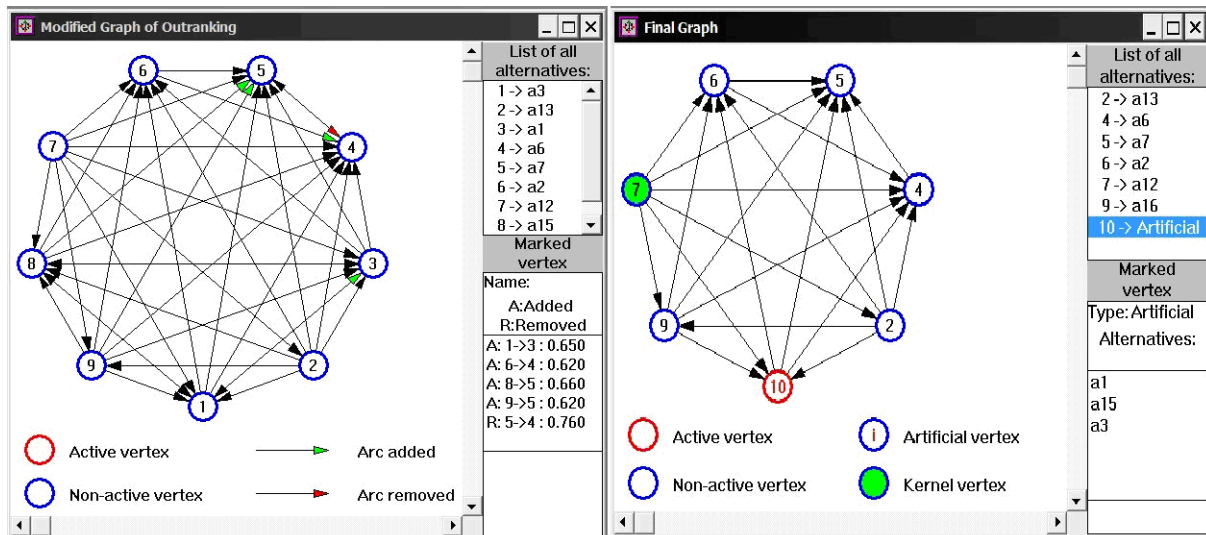 Modified Graph of Outranking
List of all
alternatives:
1 -> a3
2 -> a13
3 -> a1
4 -> a6
5 -> a7
6 -> a2
7 -> a12
8 -> a15
Marked
vertex
Name:
A:Added
R:Removed
A: 1->3 : 0.650
A: 6->4 : 0.620
A: 8->5 : 0.660
A: 9->5 : 0.620
R: 5->4 : 0.760
6
5
7
4
8
3
9
2
1
Active vertex
Arc added
Non-active vertex
Arc removed
Final Graph
List of all
alternatives:
2 -> a13
4 -> a6
5 -> a7
6 -> a2
7 -> a12
9 -> a16
10 -> Artificial
Marked
vertex
Type:Artificial
Alternatives:
a1
a15
a3
6
5
7
4
9
2
10
Active vertex
i
Artificial vertex
Non-active vertex
Kernel vertex